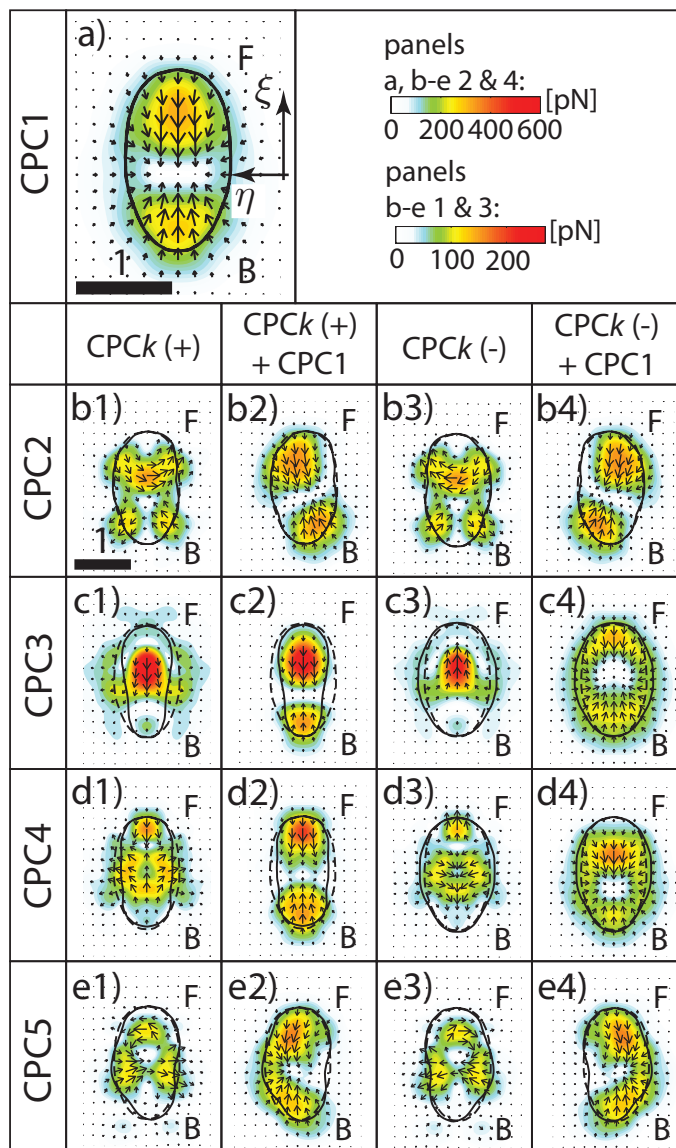 CPC1
a)
F
ξ
η
B
1
panels
a, b-e 2 & 4:
[pN]
0 200 400 600
panels
b-e 1 & 3:
[pN]
0 100 200
CPCk (+)
CPCk (+)
+ CPC1
CPCk (-)
CPCk (-)
+ CPC1
CPC2
b1) F
B
1
b2) F
B
b3) F
B
b4) F
B
CPC3
c1) F
B
c2) F
B
c3) F
B
c4) F
B
CPC4
d1) F
B
d2) F
B
d3) F
B
d4) F
B
CPC5
e1) F
B
e2) F
B
e3) F
B
e4) F
B